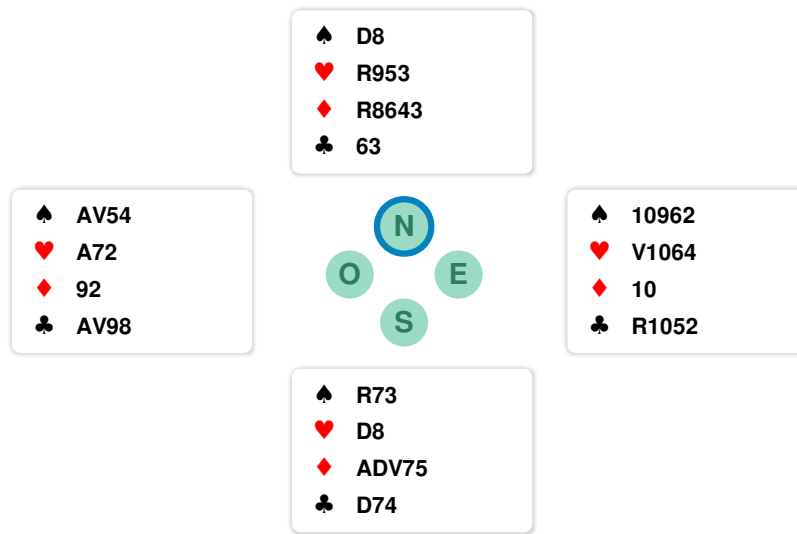 ♠ D8
♥ R953
♦ R8643
♣ 63
♠ AV54
♥ A72
♦ 92
♣ AV98
N
O E
S
♠ 10962
♥ V1064
♦ 10
♣ R1052
♠ R73
♥ D8
♦ ADV75
♣ D74